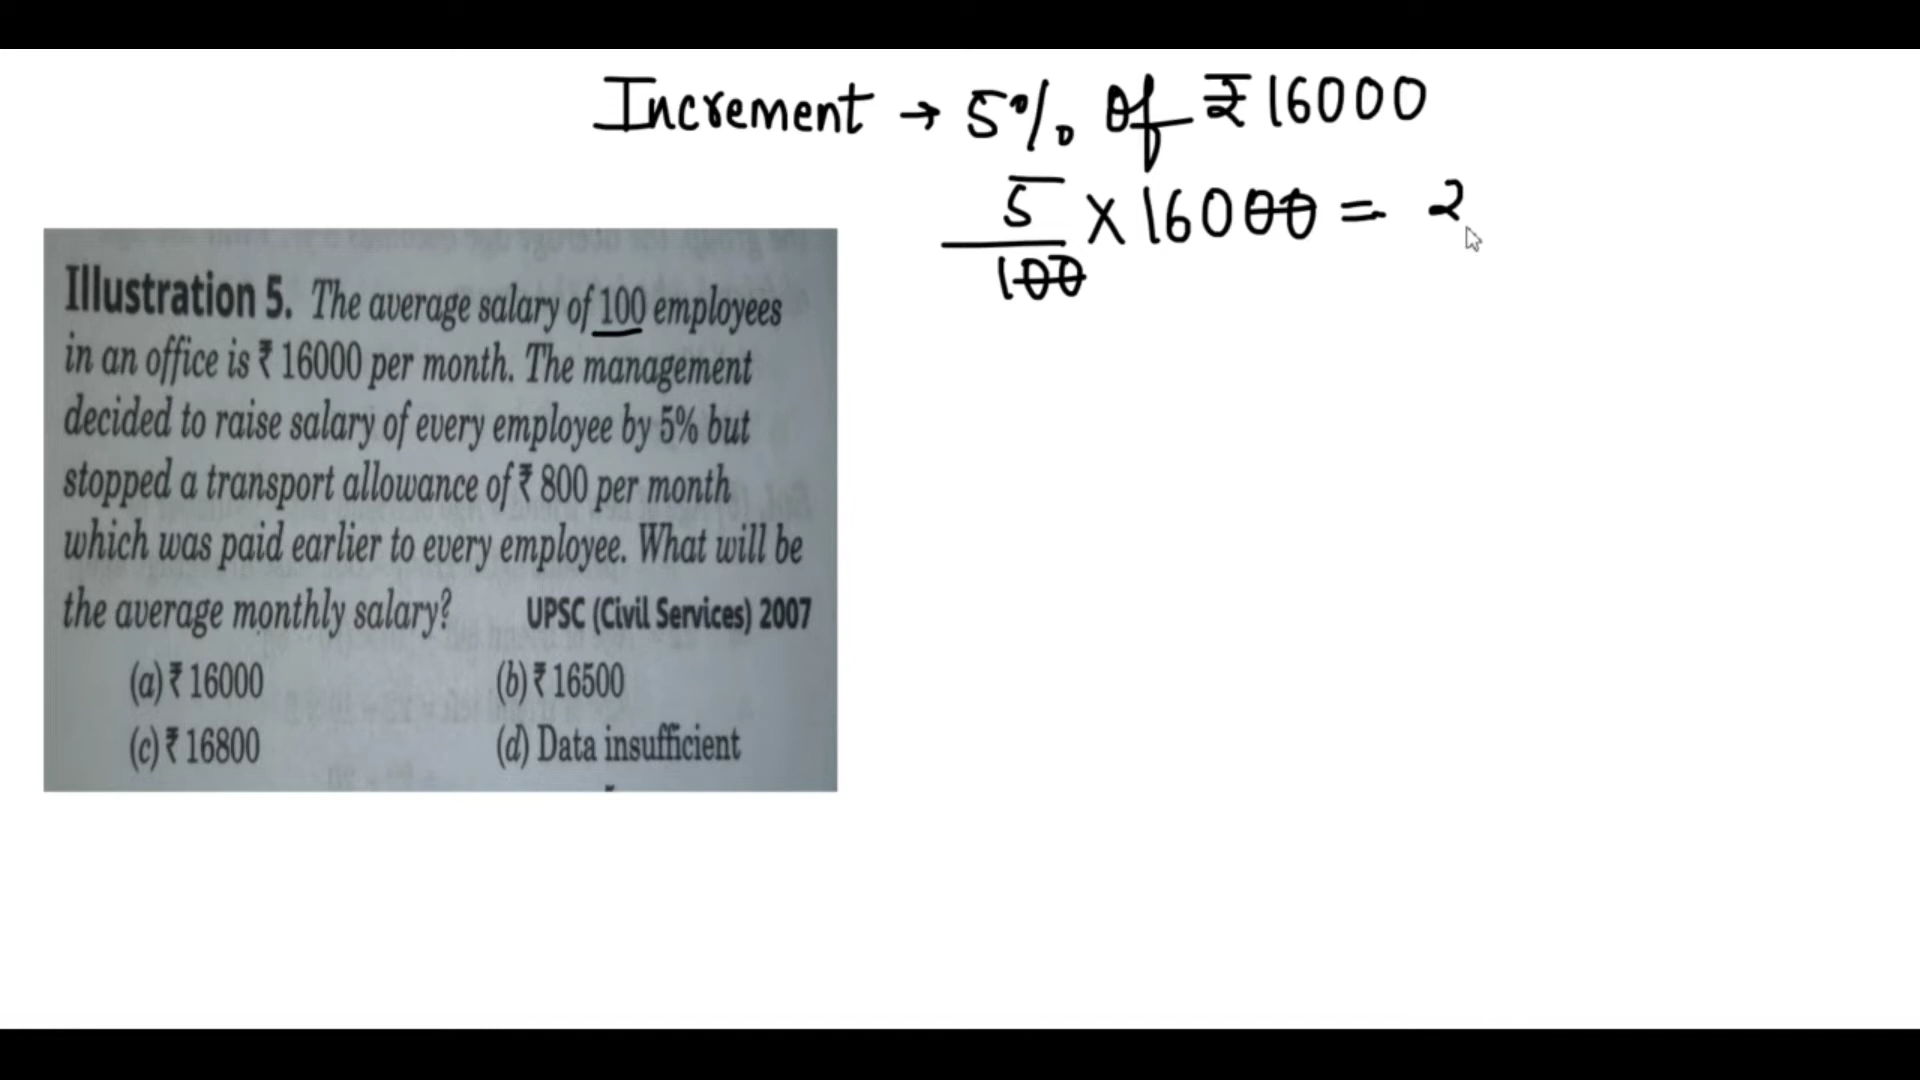 Increment → 5% of ₹16000
5/100 × 16000 = ₹
Illustration 5. The average salary of 100 employees
in an office is ₹ 16000 per month. The management
decided to raise salary of every employee by 5% but
stopped a transport allowance of ₹ 800 per month
which was paid earlier to every employee. What will be
the average monthly salary? UPSC (Civil Services) 2007
(a) ₹ 16000 (b) ₹ 16500
(c) ₹ 16800 (d) Data insufficient